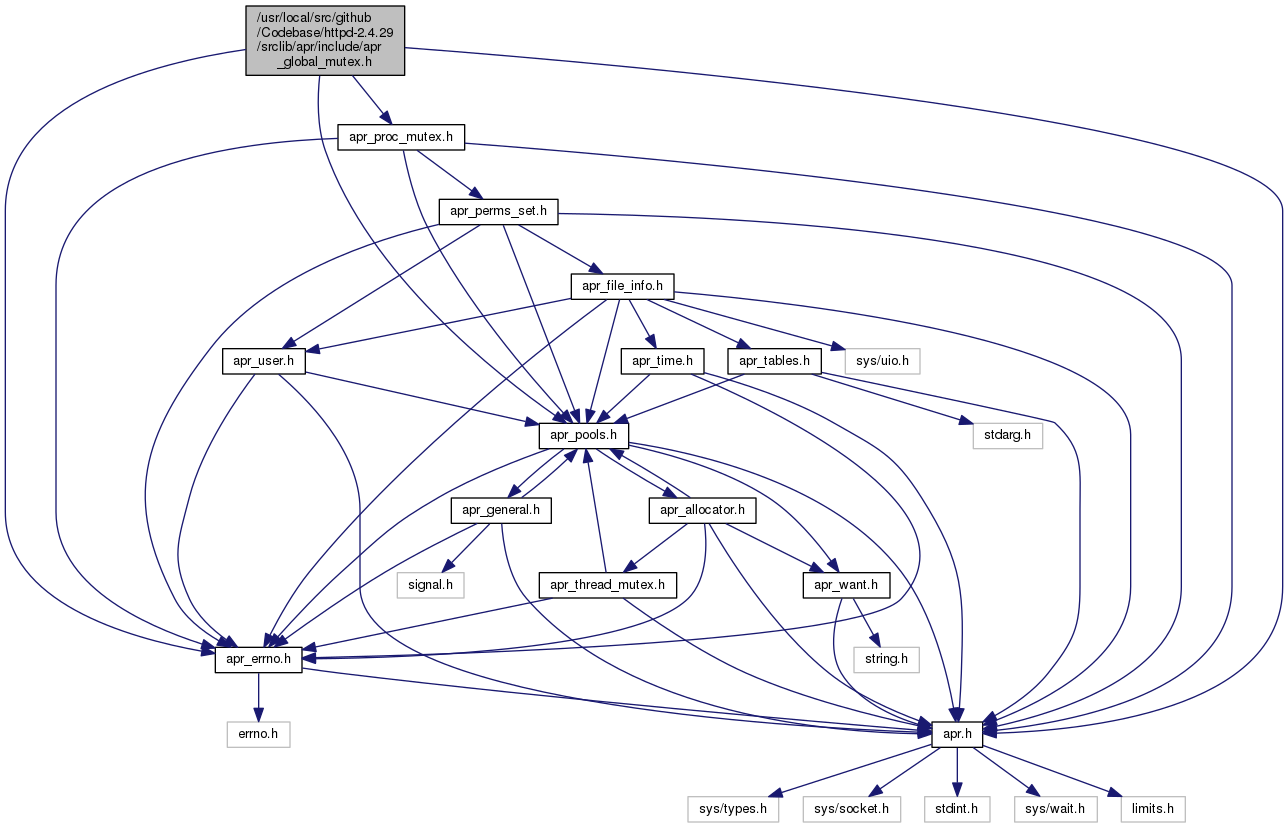 /usr/local/src/github
/Codebase/httpd-2.4.29
/srclib/apr/include/apr
_global_mutex.h
apr_proc_mutex.h
apr_perms_set.h
apr_file_info.h
apr_user.h
apr_time.h
apr_tables.h
sys/uio.h
apr_pools.h
stdarg.h
apr_general.h
apr_allocator.h
signal.h
apr_thread_mutex.h
apr_want.h
apr_errno.h
string.h
errno.h
apr.h
sys/types.h
sys/socket.h
stdint.h
sys/wait.h
limits.h